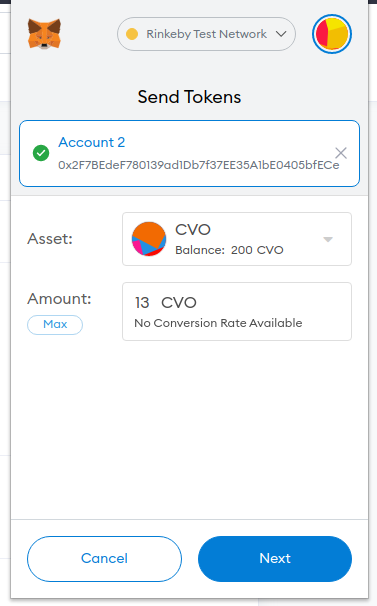 Rinkeby Test Network
Send Tokens
Account 2
0x2F7BEdeF780139ad1Db7f37EE35A1bE0405bfECe
Asset:
CVO
Balance: 200 CVO
Amount:
Max
13 CVO
No Conversion Rate Available
Cancel
Next